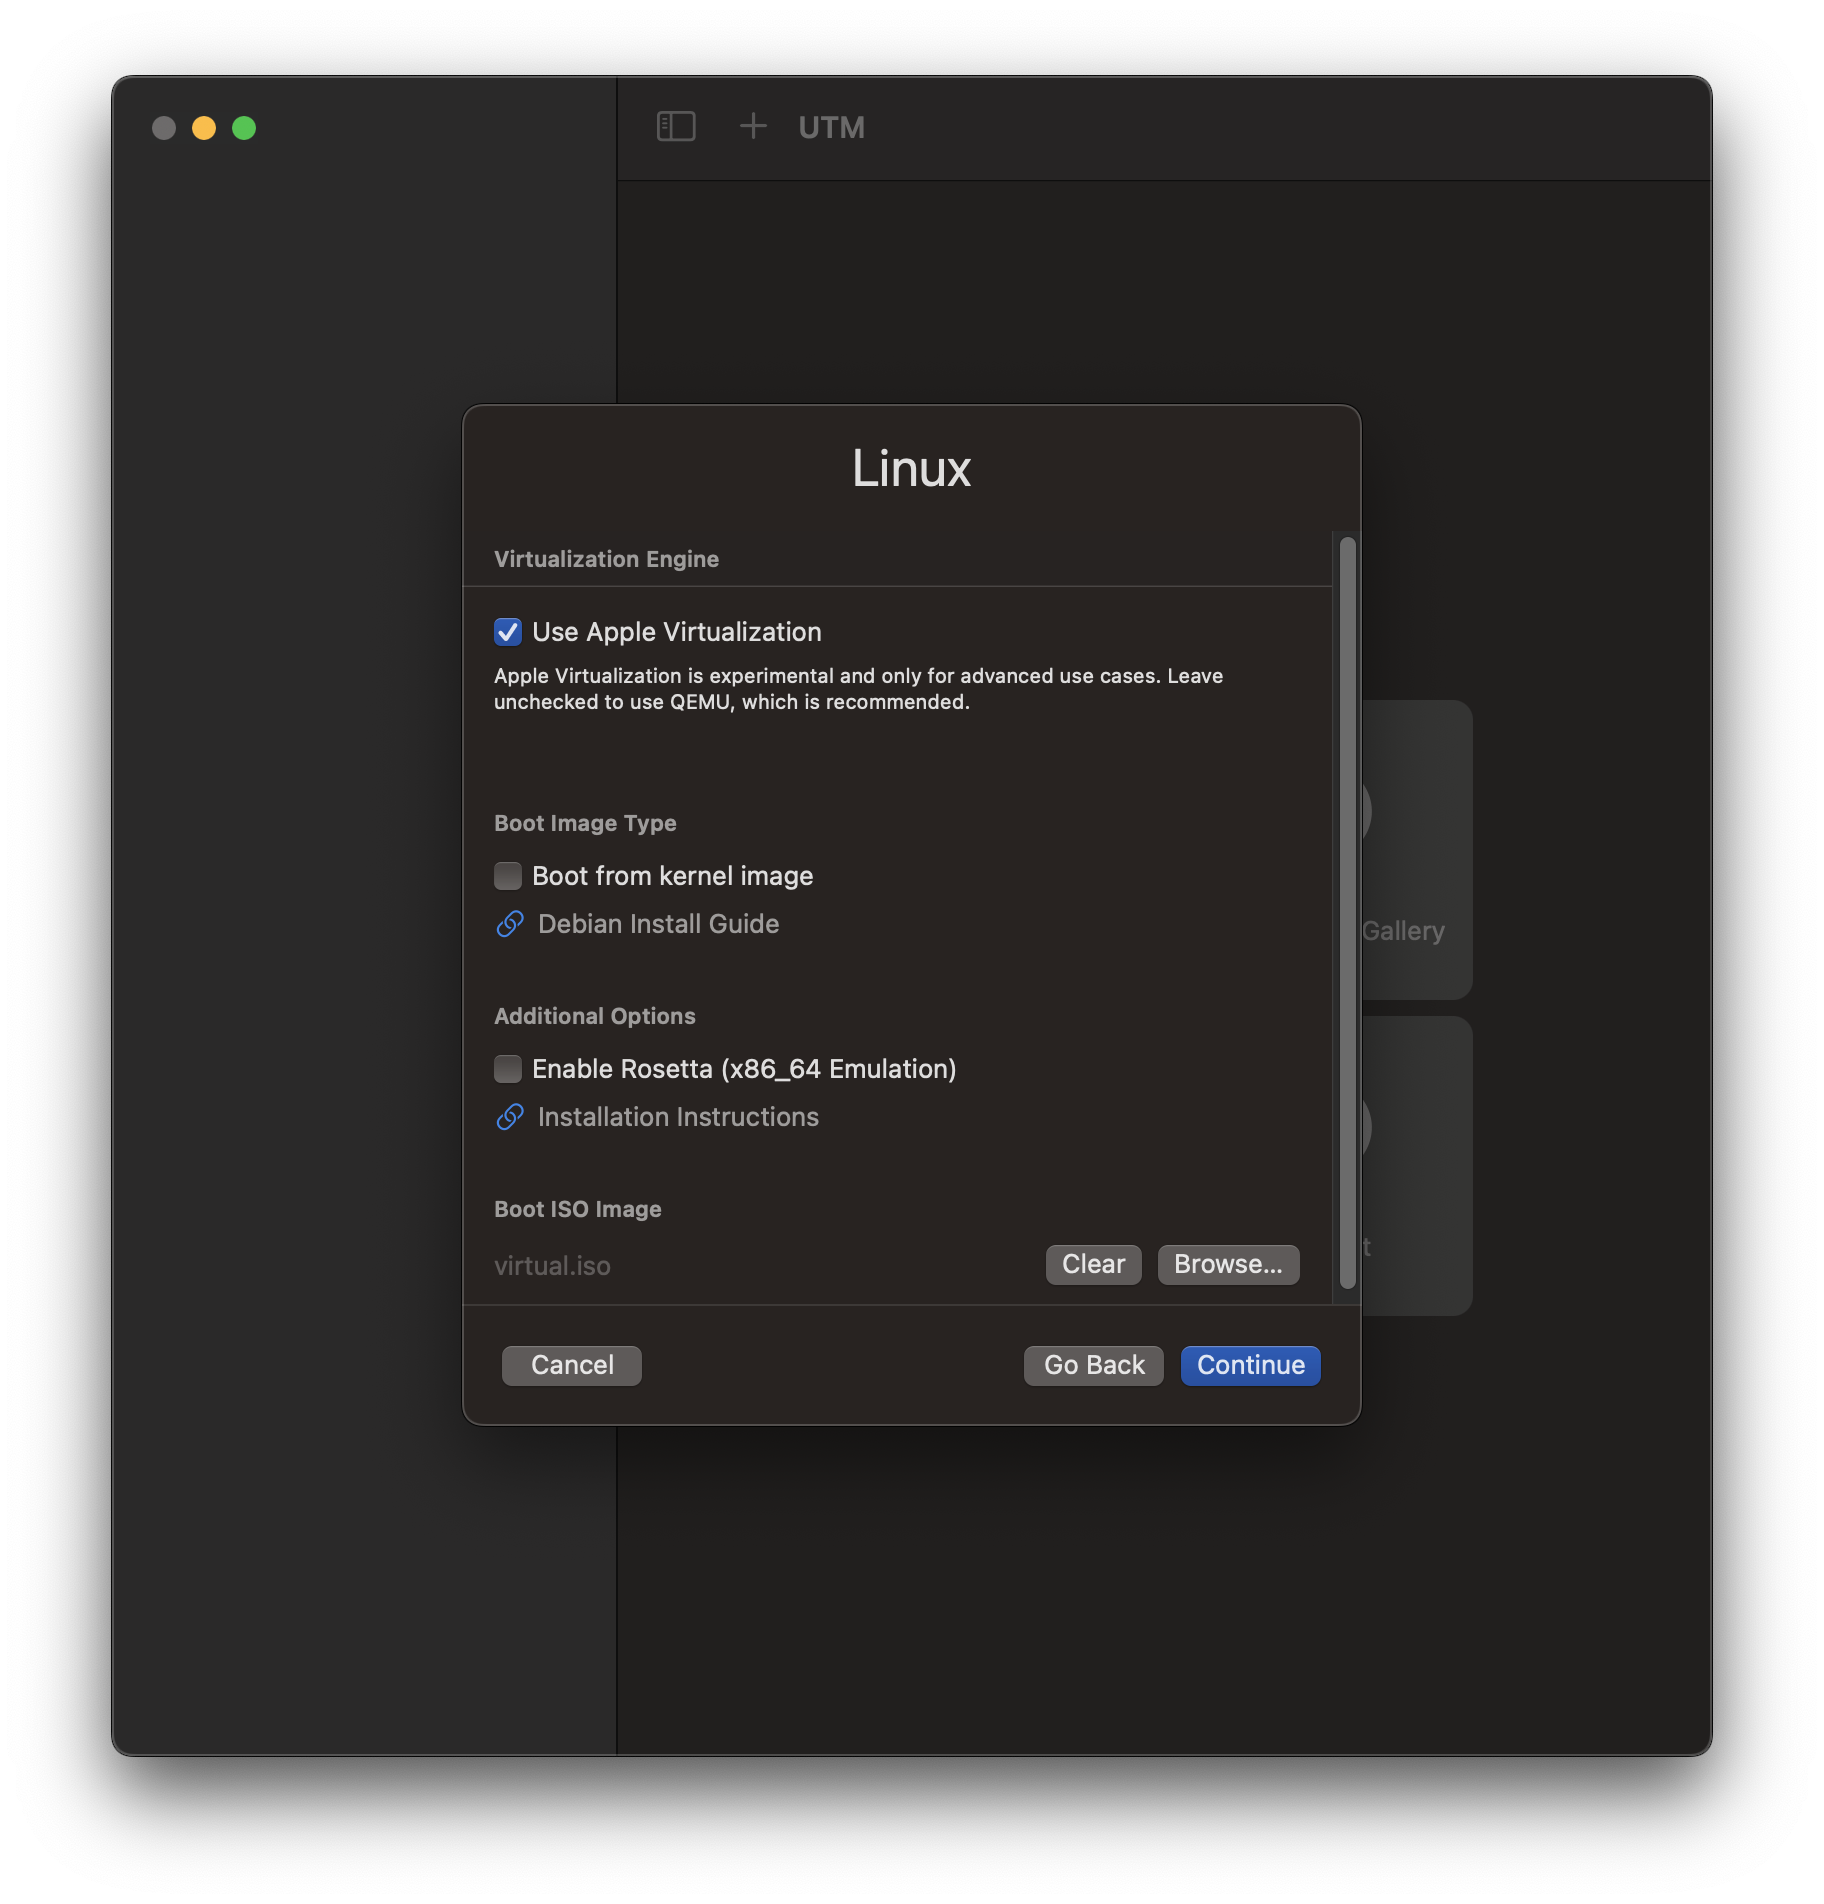 UTM
Linux
Virtualization Engine
Use Apple Virtualization
Apple Virtualization is experimental and only for advanced use cases. Leave
unchecked to use QEMU, which is recommended.
Boot Image Type
Boot from kernel image
Debian Install Guide
Gallery
Additional Options
Enable Rosetta (x86_64 Emulation)
Installation Instructions
Boot ISO Image
virtual.iso
Clear
Browse...
Cancel
Go Back
Continue